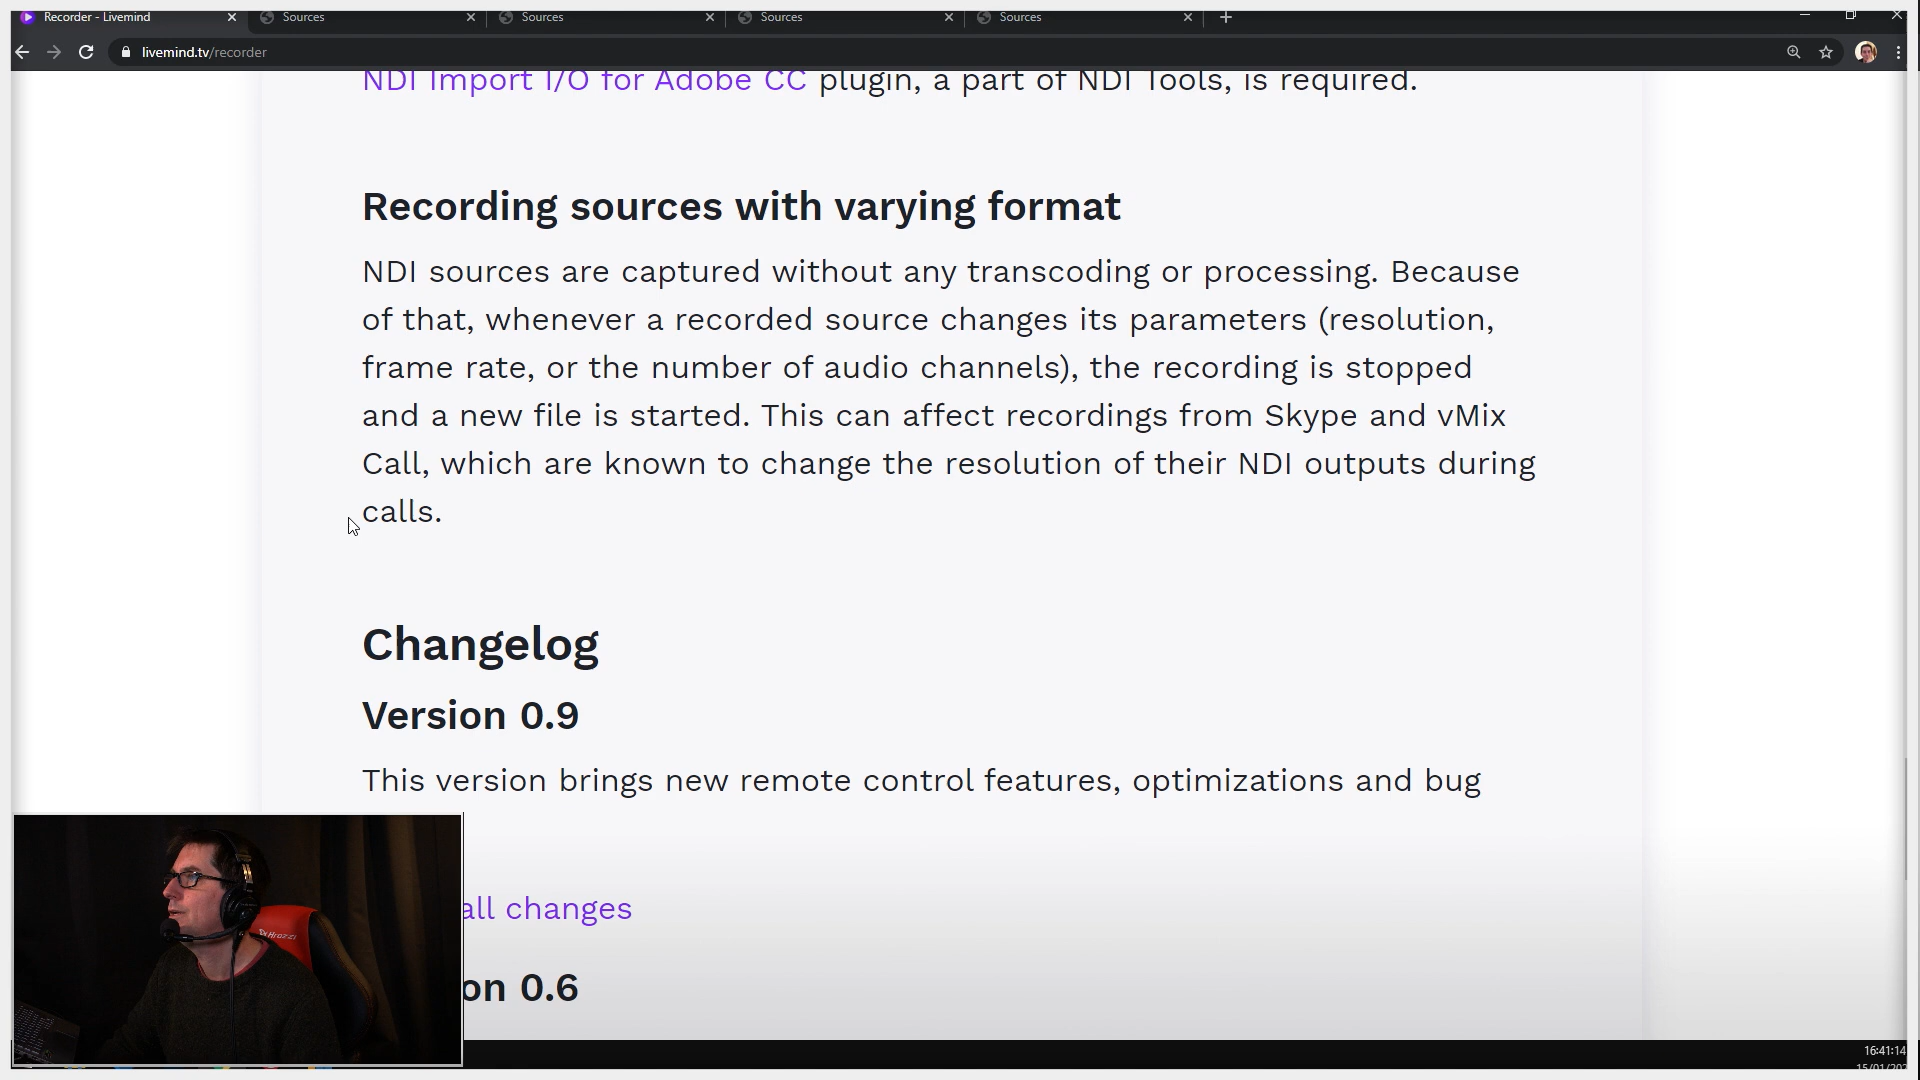 Recorder - Livemind
Sources
Sources
Sources
Sources
livemind.tv/recorder
NDI Import I/O for Adobe CC plugin, a part of NDI Tools, is required.
Recording sources with varying format
NDI sources are captured without any transcoding or processing. Because
of that, whenever a recorded source changes its parameters (resolution,
frame rate, or the number of audio channels), the recording is stopped
and a new file is started. This can affect recordings from Skype and vMix
Call, which are known to change the resolution of their NDI outputs during
calls.
Changelog
Version 0.9
This version brings new remote control features, optimizations and bug
all changes
on 0.6
16:41:14